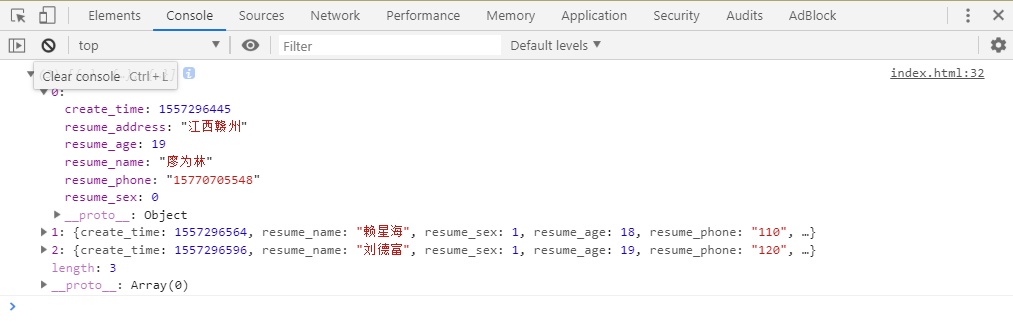 Elements Console Sources Network Performance Memory Application Security Audits AdBlock
top Filter Default levels
index.html:32
Clear console Ctrl+L
0:
create_time: 1557296445
resume_address: "江西赣州"
resume_age: 19
resume_name: "廖为林"
resume_phone: "15770705548"
resume_sex: 0
__proto__: Object
1: {create_time: 1557296564, resume_name: "赖星海", resume_sex: 1, resume_age: 18, resume_phone: "110", …}
2: {create_time: 1557296596, resume_name: "刘德富", resume_sex: 1, resume_age: 19, resume_phone: "120", …}
length: 3
__proto__: Array(0)